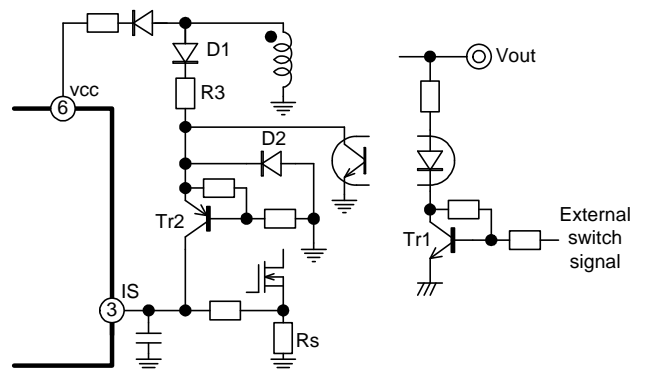 D1
Vout
vcc
6
R3
D2
Tr2
Tr1
External
switch
signal
IS
3
Rs